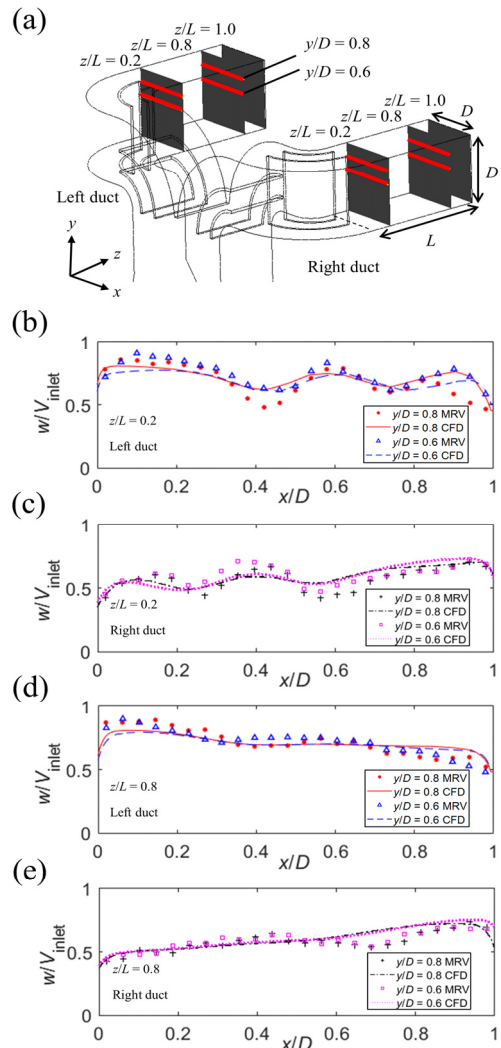 (a)
z/L = 1.0
z/L = 0.8
z/L = 0.2
y/D = 0.8
y/D = 0.6
z/L = 1.0
z/L = 0.8
z/L = 0.2
D
D
L
Left duct
Right duct
y
z
x
(b)
1
0.5
0
w/Vinlet
z/L = 0.2
Left duct
y/D = 0.8 MRV
y/D = 0.8 CFD
y/D = 0.6 MRV
y/D = 0.6 CFD
0 0.2 0.4 0.6 0.8 1
x/D
(c)
1
0.5
0
w/Vinlet
z/L = 0.2
Right duct
y/D = 0.8 MRV
y/D = 0.8 CFD
y/D = 0.6 MRV
y/D = 0.6 CFD
0 0.2 0.4 0.6 0.8 1
x/D
(d)
1
0.5
0
w/Vinlet
z/L = 0.8
Left duct
y/D = 0.8 MRV
y/D = 0.8 CFD
y/D = 0.6 MRV
y/D = 0.6 CFD
0 0.2 0.4 0.6 0.8 1
x/D
(e)
1
0.5
0
w/Vinlet
z/L = 0.8
Right duct
y/D = 0.8 MRV
y/D = 0.8 CFD
y/D = 0.6 MRV
y/D = 0.6 CFD
0 0.2 0.4 0.6 0.8 1
x/D